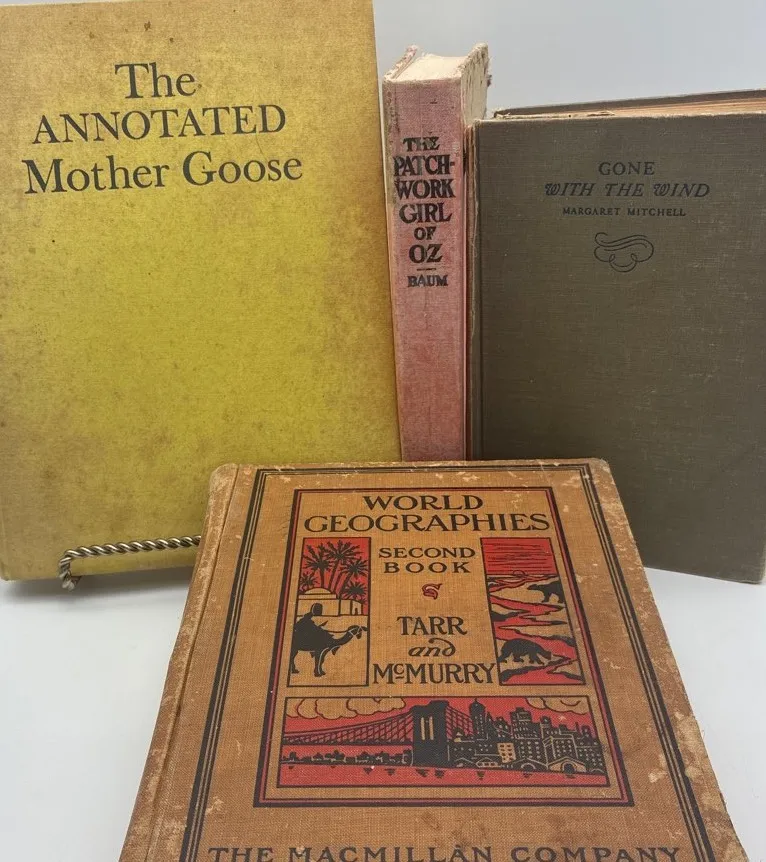 The
ANNOTATED
Mother Goose
THE
PATCH-
WORK
GIRL
OF
OZ
BAUM
GONE
WITH THE WIND
MARGARET MITCHELL
WORLD
GEOGRAPHIES
SECOND
BOOK
TARR
and
McMURRY
THE MACMILLAN COMPANY